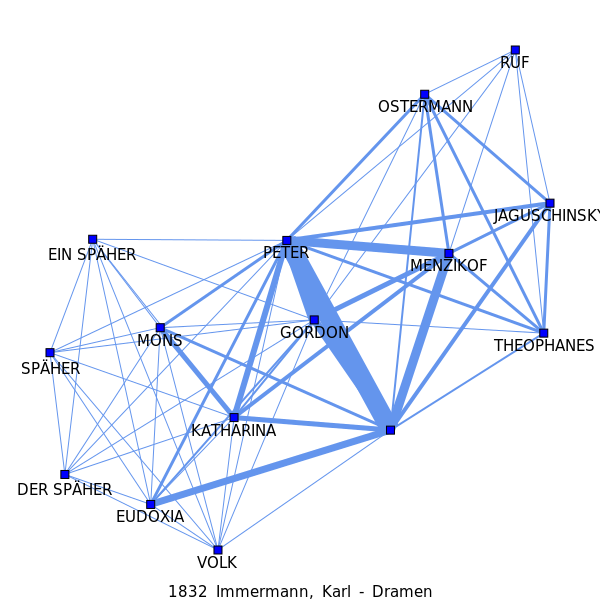 RUF
OSTERMANN
JAGUSCHINSKY
EIN SPÄHER
PETER
MENZIKOF
GORDON
MONS
THEOPHANES
SPÄHER
KATHARINA
DER SPÄHER
EUDOXIA
VOLK
1832 Immermann, Karl - Dramen